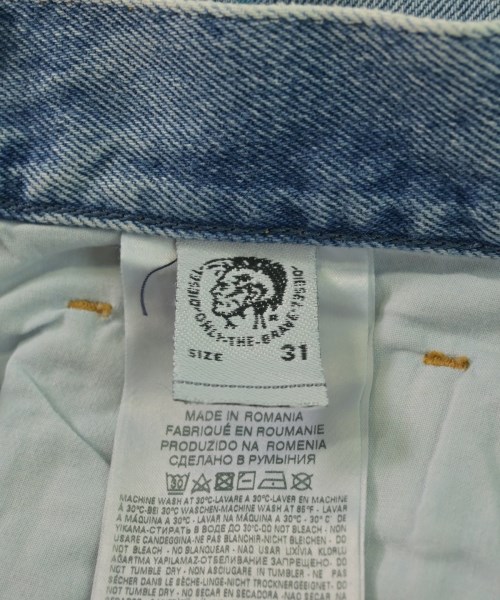 DIESEL
DIESEL
ONLY-THE-BRAVE
SIZE 31
MADE IN ROMANIA
FABRIQUÉ EN ROUMANIE
PRODUZIDO NA ROMENIA
СДЕЛАНО В РУМЫНИЯ
30
MACHINE WASH AT 30°C-LAVARE A 30°C-LAVER EN MACHINE
À 30°C-BEI 30°C WASCHEN-MACHINE WASH AT 86°F - LAVAR
A MÁQUINA A 30°C - LAVAR NA MÁQUINA A 30°C - 30°C' DE
YIKAMA-СТИРАТЬ В ВОДЕ ДО 30°C-DO NOT BLEACH - NON
USARE CANDEGGINA-NE PAS BLANCHIR-NICHT BLEICHEN - DO
NOT BLEACH - NO BLANQUEAR - NÃO USAR LIXÍVIA KLORLU
AĞARTMA YAPILAMAZ-ОТБЕЛИВАНИЕ ЗАПРЕЩЕНО- DO
NOT TUMBLE DRY - NON ASCIUGARE IN TUMBLER - NE PAS
SÉCHER DANS LE SÈCHE-LINGE-NICHT TROCKNERGEEIGNET-
DO NOT TUMBLE DRY - NO SECAR EN SECADORA - NÃO